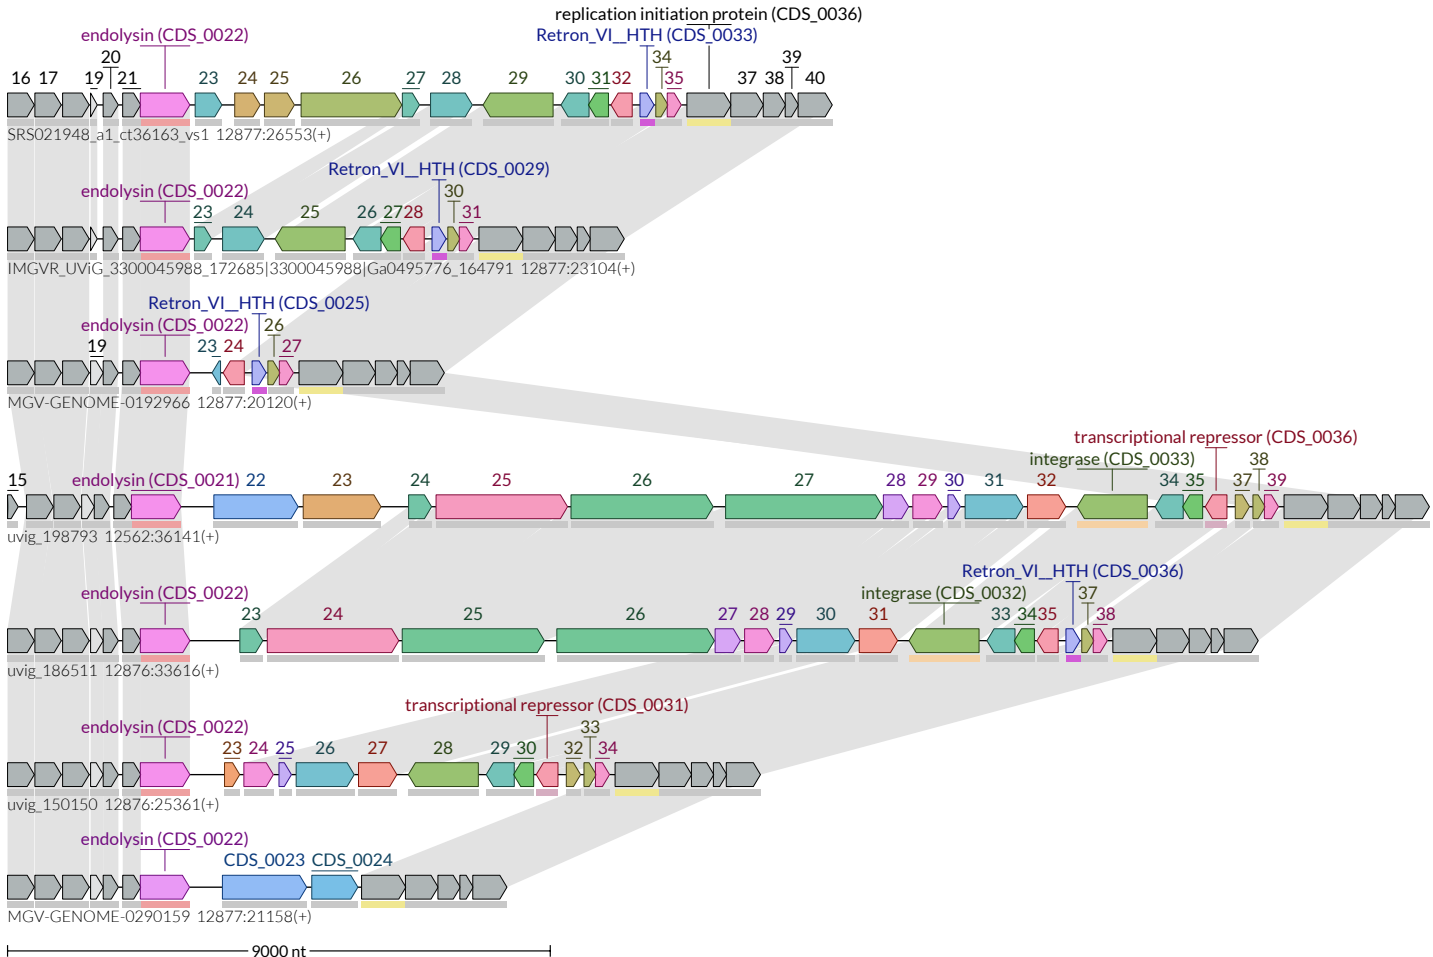 replication initiation protein (CDS_0036)
endolysin (CDS_0022) Retron_VI__HTH (CDS_0033)
20 34 39
16 17 19 21 23 24 25 26 27 28 29 30 31 32 35 37 38 40
SRS021948_a1_ct36163_vs1 12877:26553(+)
Retron_VI__HTH (CDS_0029)
endolysin (CDS_0022) 30
23 24 25 26 27 28 31
IMGVR_UViG_3300045988_172685|3300045988|Ga0495776_164791 12877:23104(+)
Retron_VI__HTH (CDS_0025)
endolysin (CDS_0022) 26
19 23 24 27
MGV-GENOME-0192966 12877:20120(+)
transcriptional repressor (CDS_0036)
integrase (CDS_0033) 38
15 endolysin (CDS_0021) 22 23 24 25 26 27 28 29 30 31 32 34 35 37 39
uvig_198793 12562:36141(+)
Retron_VI__HTH (CDS_0036)
endolysin (CDS_0022) integrase (CDS_0032) 37
23 24 25 26 27 28 29 30 31 33 34 35 38
uvig_186511 12876:33616(+)
transcriptional repressor (CDS_0031)
endolysin (CDS_0022) 33
23 24 25 26 27 28 29 30 32 34
uvig_150150 12876:25361(+)
endolysin (CDS_0022)
CDS_0023 CDS_0024
MGV-GENOME-0290159 12877:21158(+)
9000 nt